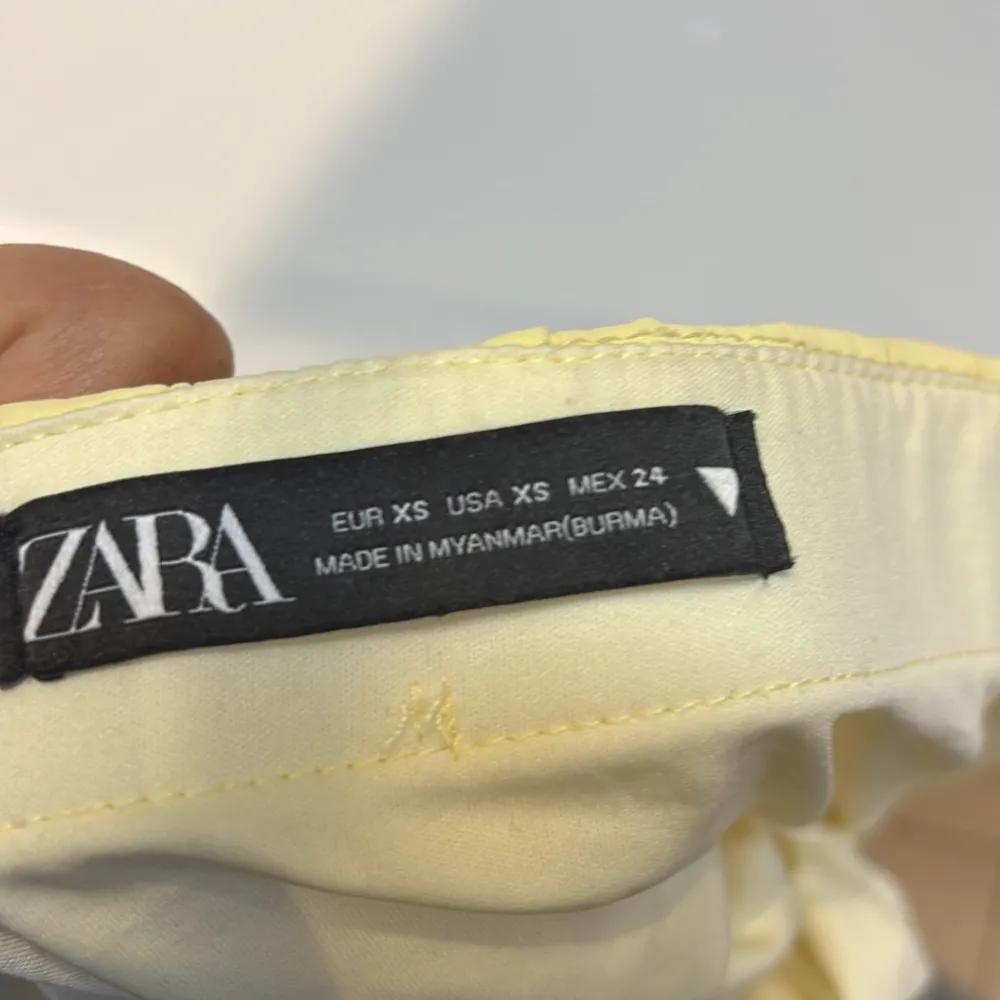 ZARA
EUR XS USA XS MEX 24
MADE IN MYANMAR(BURMA)